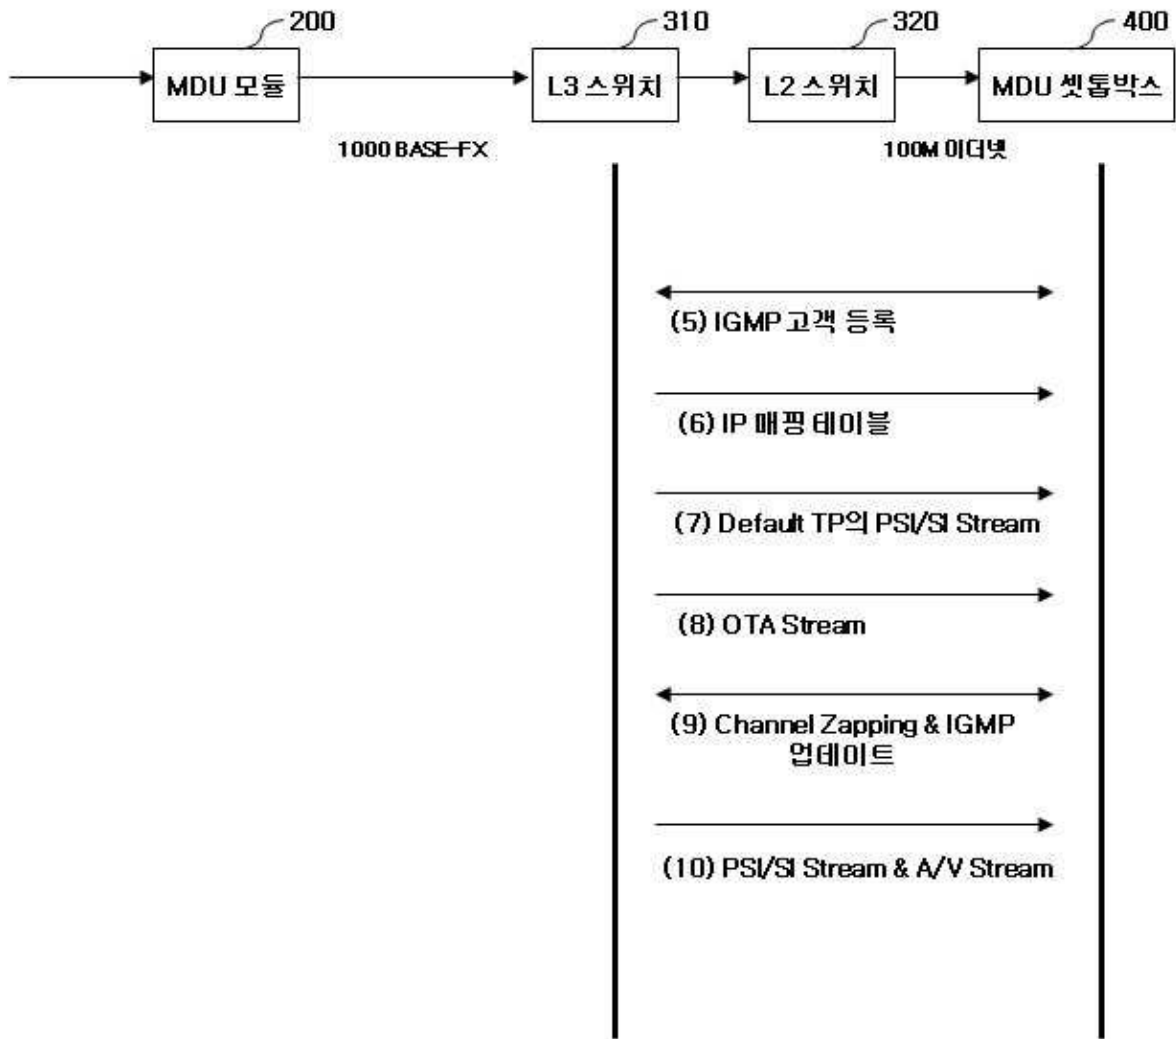 200
310
320
400
MDU 모듈
L3 스위치
L2 스위치
MDU 셋톱박스
1000 BASE-FX
100M 이더넷
(5) IGMP 고객 등록
(6) IP 매핑 테이블
(7) Default TP의 PSI/SI Stream
(8) OTA Stream
(9) Channel Zapping & IGMP
업데이트
(10) PSI/SI Stream & A/V Stream